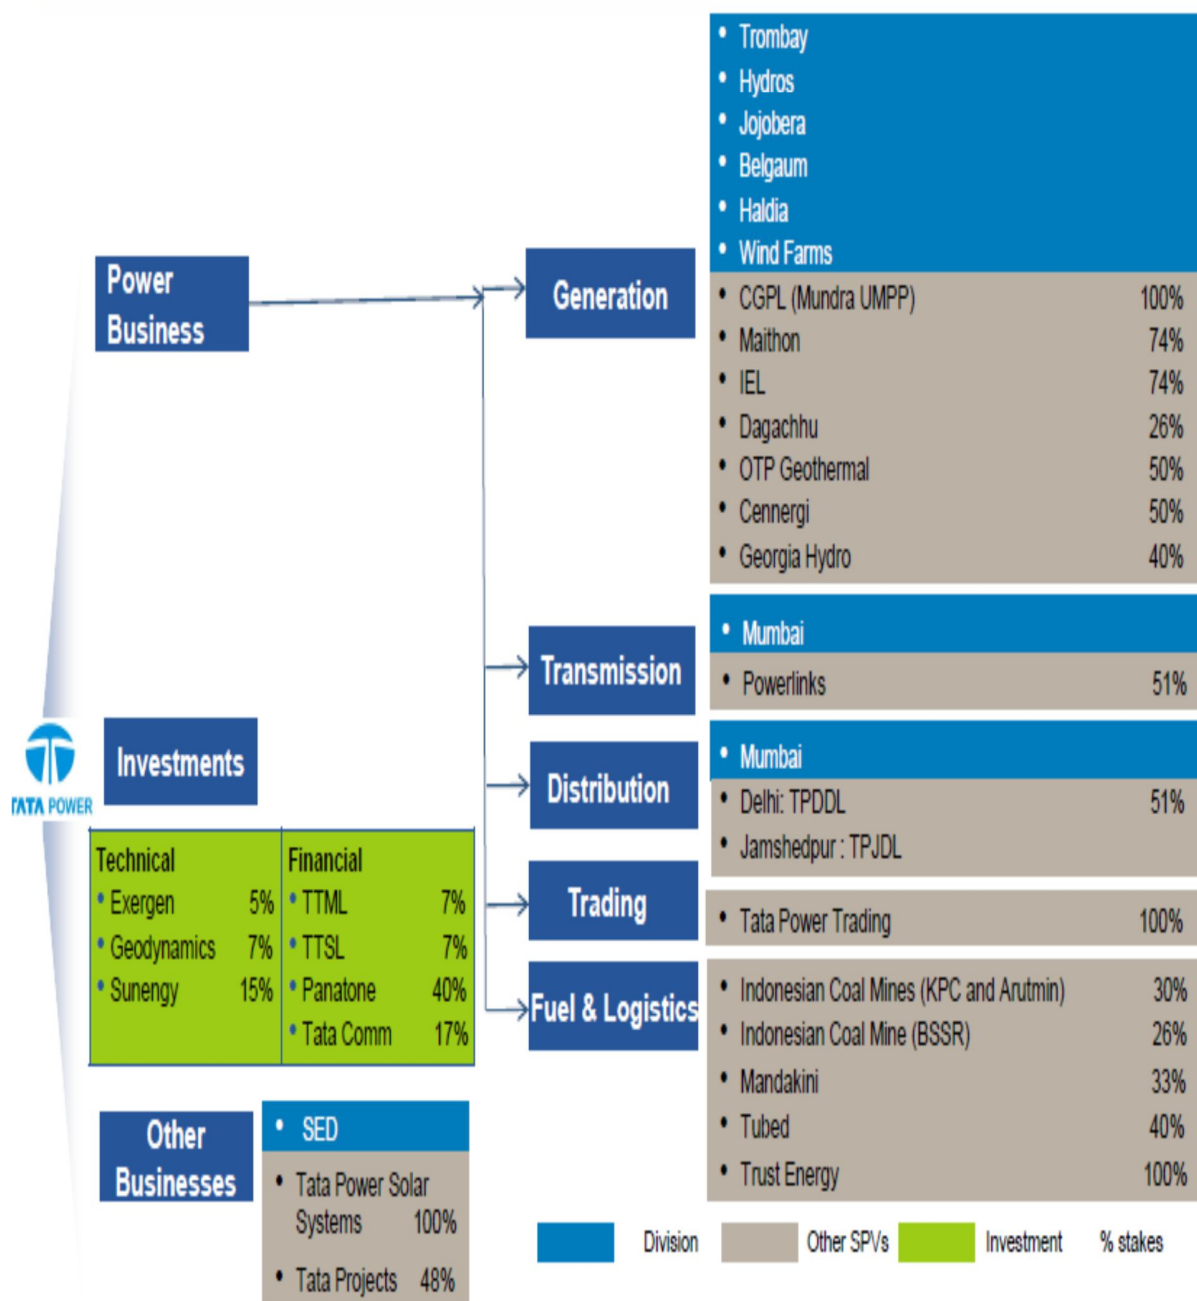 Power
Business
Generation
• Trombay
• Hydros
• Jojobera
• Belgaum
• Haldia
• Wind Farms
• CGPL (Mundra UMPP) 100%
• Maithon 74%
• IEL 74%
• Dagachhu 26%
• OTP Geothermal 50%
• Cennergi 50%
• Georgia Hydro 40%
Transmission
• Mumbai
• Powerlinks 51%
Distribution
• Mumbai
• Delhi: TPDDL 51%
• Jamshedpur : TPJDL
Trading
• Tata Power Trading 100%
Fuel & Logistics
• Indonesian Coal Mines (KPC and Arutmin) 30%
• Indonesian Coal Mine (BSSR) 26%
• Mandakini 33%
• Tubed 40%
• Trust Energy 100%
TATA POWER
Investments
Technical
• Exergen 5%
• Geodynamics 7%
• Sunengy 15%
Financial
• TTML 7%
• TTSL 7%
• Panatone 40%
• Tata Comm 17%
Other
Businesses
• SED
• Tata Power Solar
Systems 100%
• Tata Projects 48%
Division Other SPVs Investment % stakes